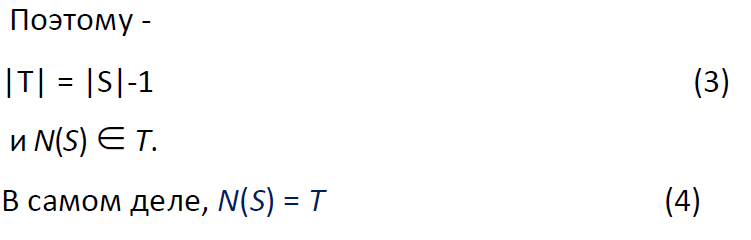 Поэтому -
|T| = |S|-1 (3)
и N(S) ∈ T.
В самом деле, N(S) = T (4)